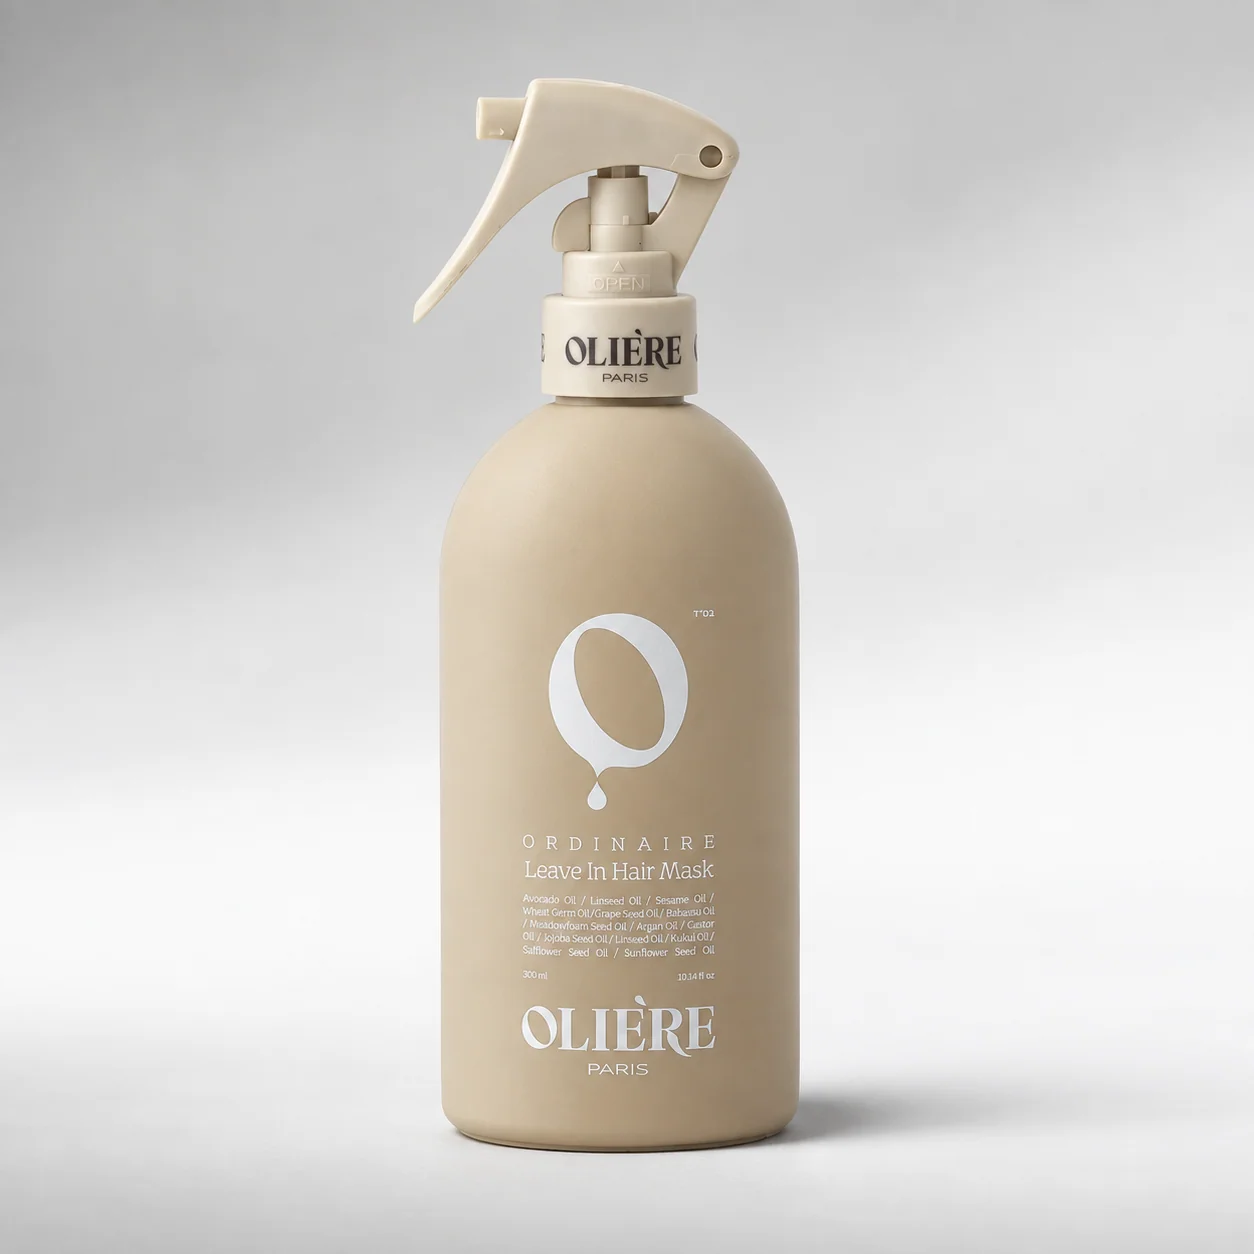 OPEN
OLIÈRE
PARIS
בס"ד
ORDINAIRE
Leave In Hair Mask
Avocado Oil / Linseed Oil / Sesame Oil /
Wheat Germ Oil/Grape Seed Oil/ Babassu Oil
/ Meadowfoam Seed Oil / Argan Oil / Castor
Oil / Jojoba Seed Oil/Linseed Oil/Kukui Oil/
Safflower Seed Oil / Sunflower Seed Oil
300 ml 10.14 fl oz
OLIÈRE
PARIS